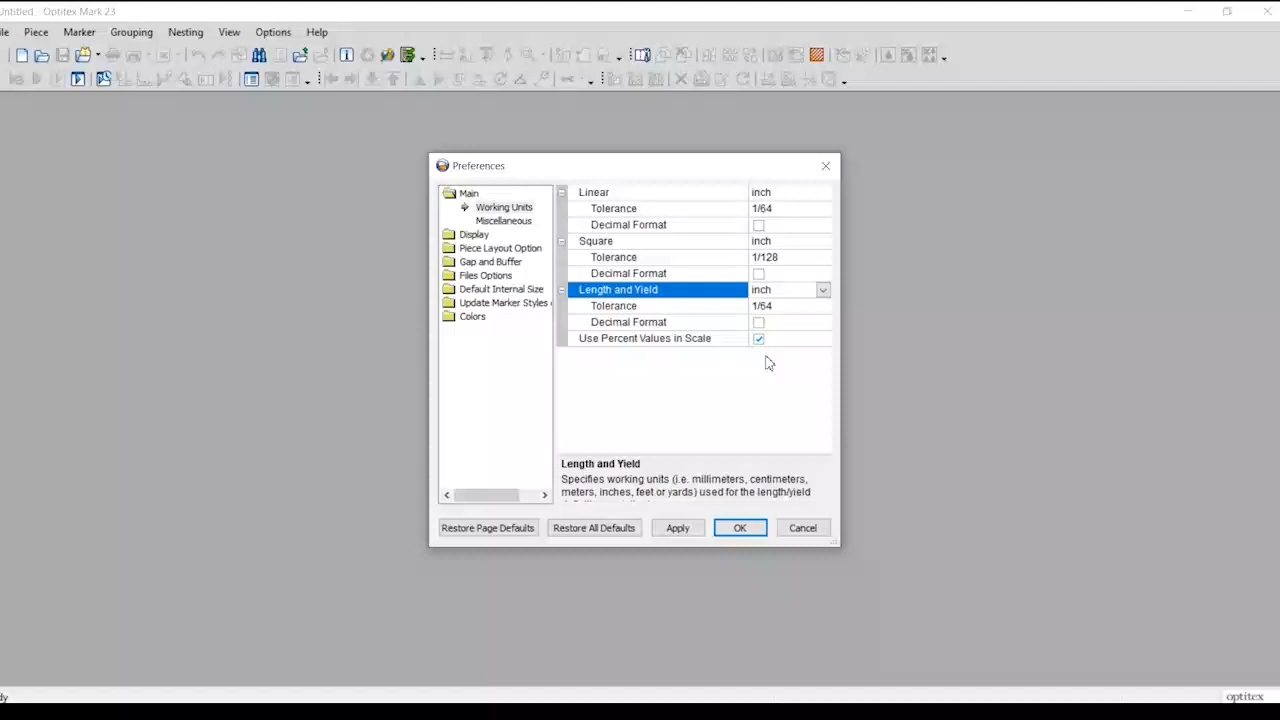 Untitled_- Optitex Mark 23
ile Piece Marker Grouping Nesting View Options Help
Preferences
Main
Working Units
Miscellaneous
Display
Piece Layout Option
Gap and Buffer
Files Options
Default Internal Size
Update Marker Styles
Colors
Linear inch
Tolerance 1/64
Decimal Format
Square inch
Tolerance 1/128
Decimal Format
Length and Yield inch
Tolerance 1/64
Decimal Format
Use Percent Values in Scale
Length and Yield
Specifies working units (i.e. millimeters, centimeters,
meters, inches, feet or yards) used for the length/yield
Restore Page Defaults Restore All Defaults Apply OK Cancel
dy optitex